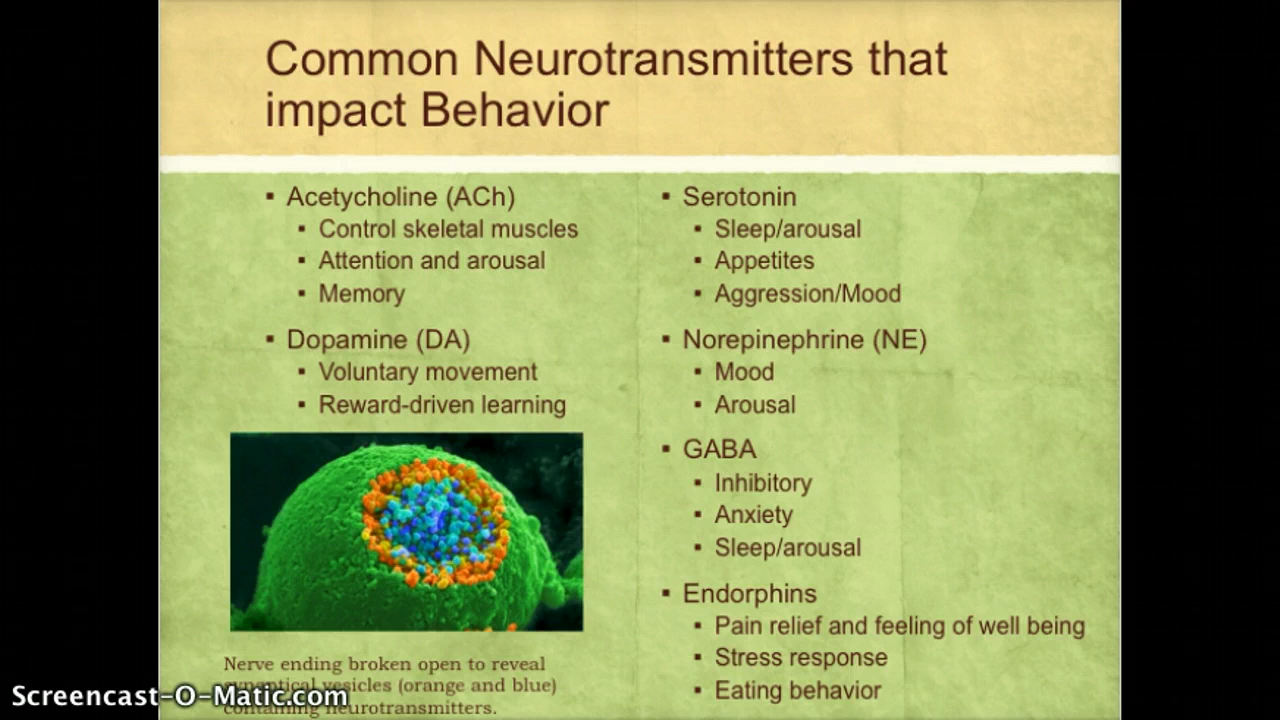 Common Neurotransmitters that
impact Behavior
▪ Acetycholine (ACh)
▪ Control skeletal muscles
▪ Attention and arousal
▪ Memory
▪ Dopamine (DA)
▪ Voluntary movement
▪ Reward-driven learning
Nerve ending broken open to reveal
vesicles (orange and blue)
containing neurotransmitters.
▪ Serotonin
▪ Sleep/arousal
▪ Appetites
▪ Aggression/Mood
▪ Norepinephrine (NE)
▪ Mood
▪ Arousal
▪ GABA
▪ Inhibitory
▪ Anxiety
▪ Sleep/arousal
▪ Endorphins
▪ Pain relief and feeling of well being
▪ Stress response
▪ Eating behavior
Screencast-O-Matic.com